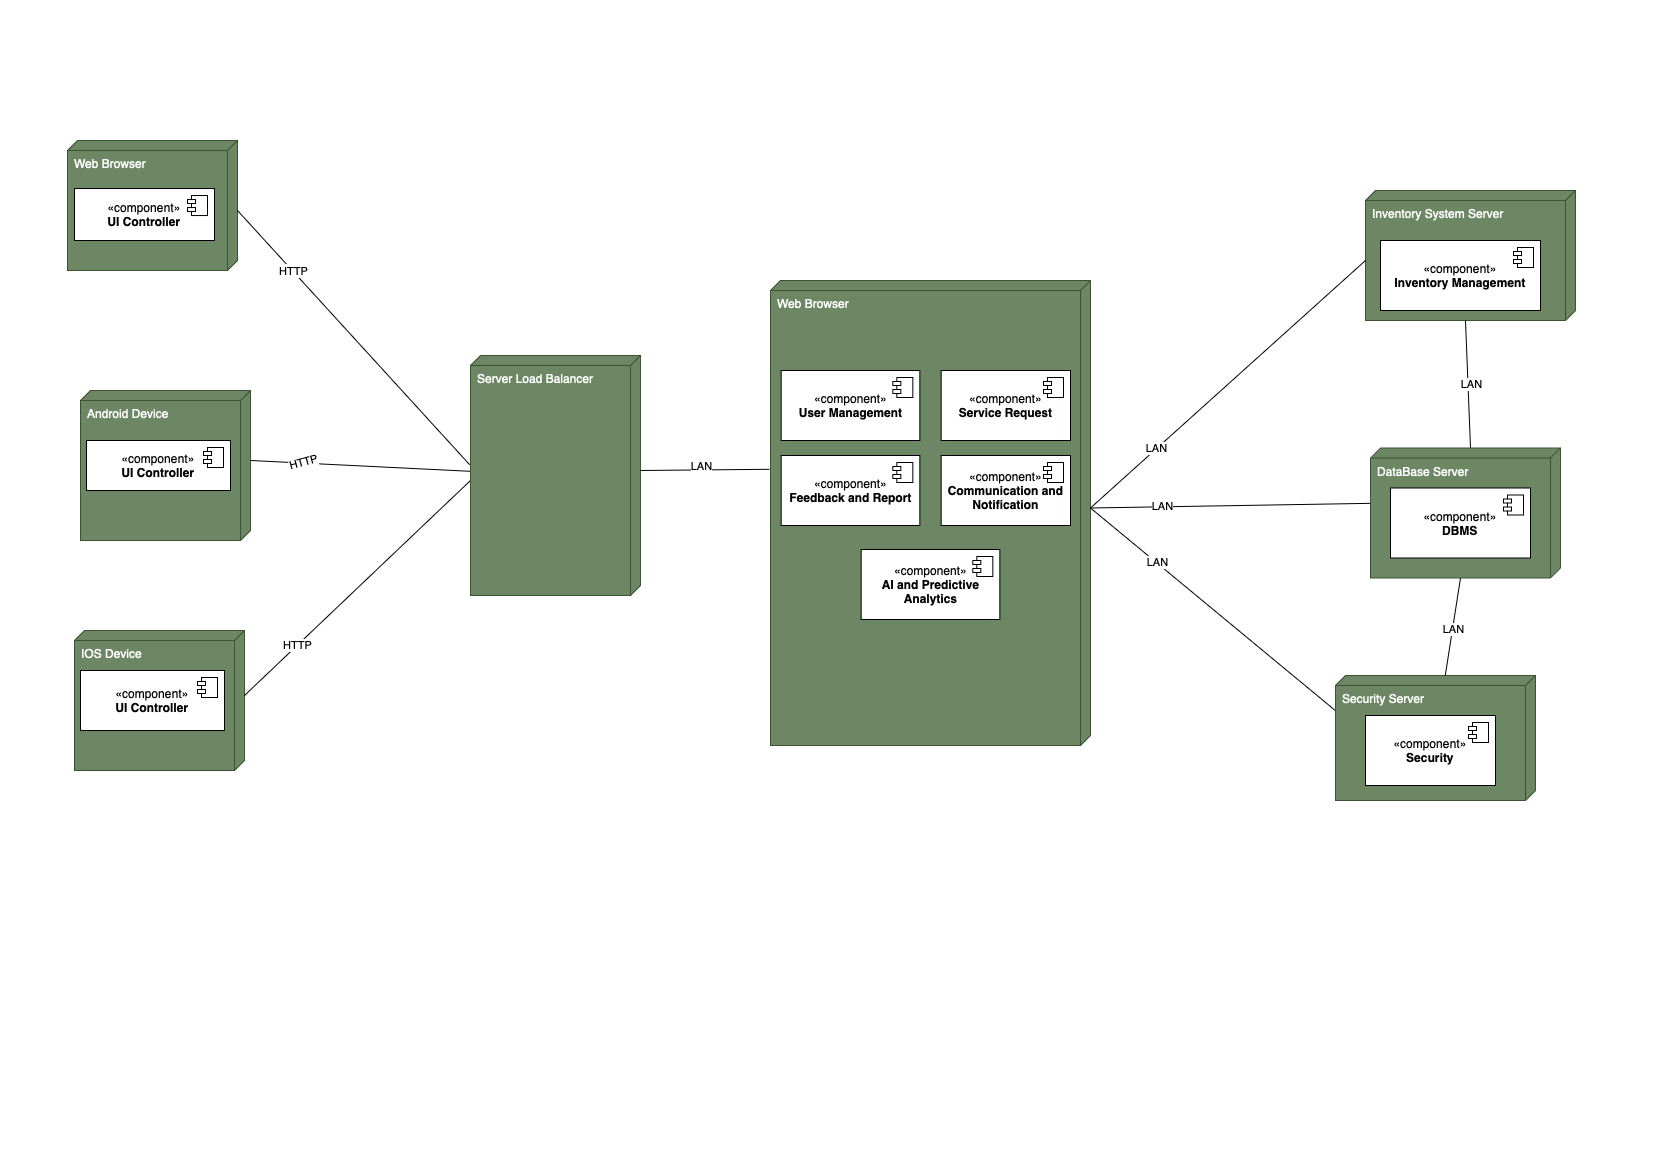 Web Browser
«component»
UI Controller
HTTP
Android Device
«component»
UI Controller
HTTP
IOS Device
«component»
UI Controller
HTTP
Server Load Balancer
LAN
Web Browser
«component»
User Management
«component»
Service Request
«component»
Feedback and Report
«component»
Communication and
Notification
«component»
AI and Predictive
Analytics
LAN
LAN
LAN
Inventory System Server
«component»
Inventory Management
LAN
DataBase Server
«component»
DBMS
LAN
Security Server
«component»
Security